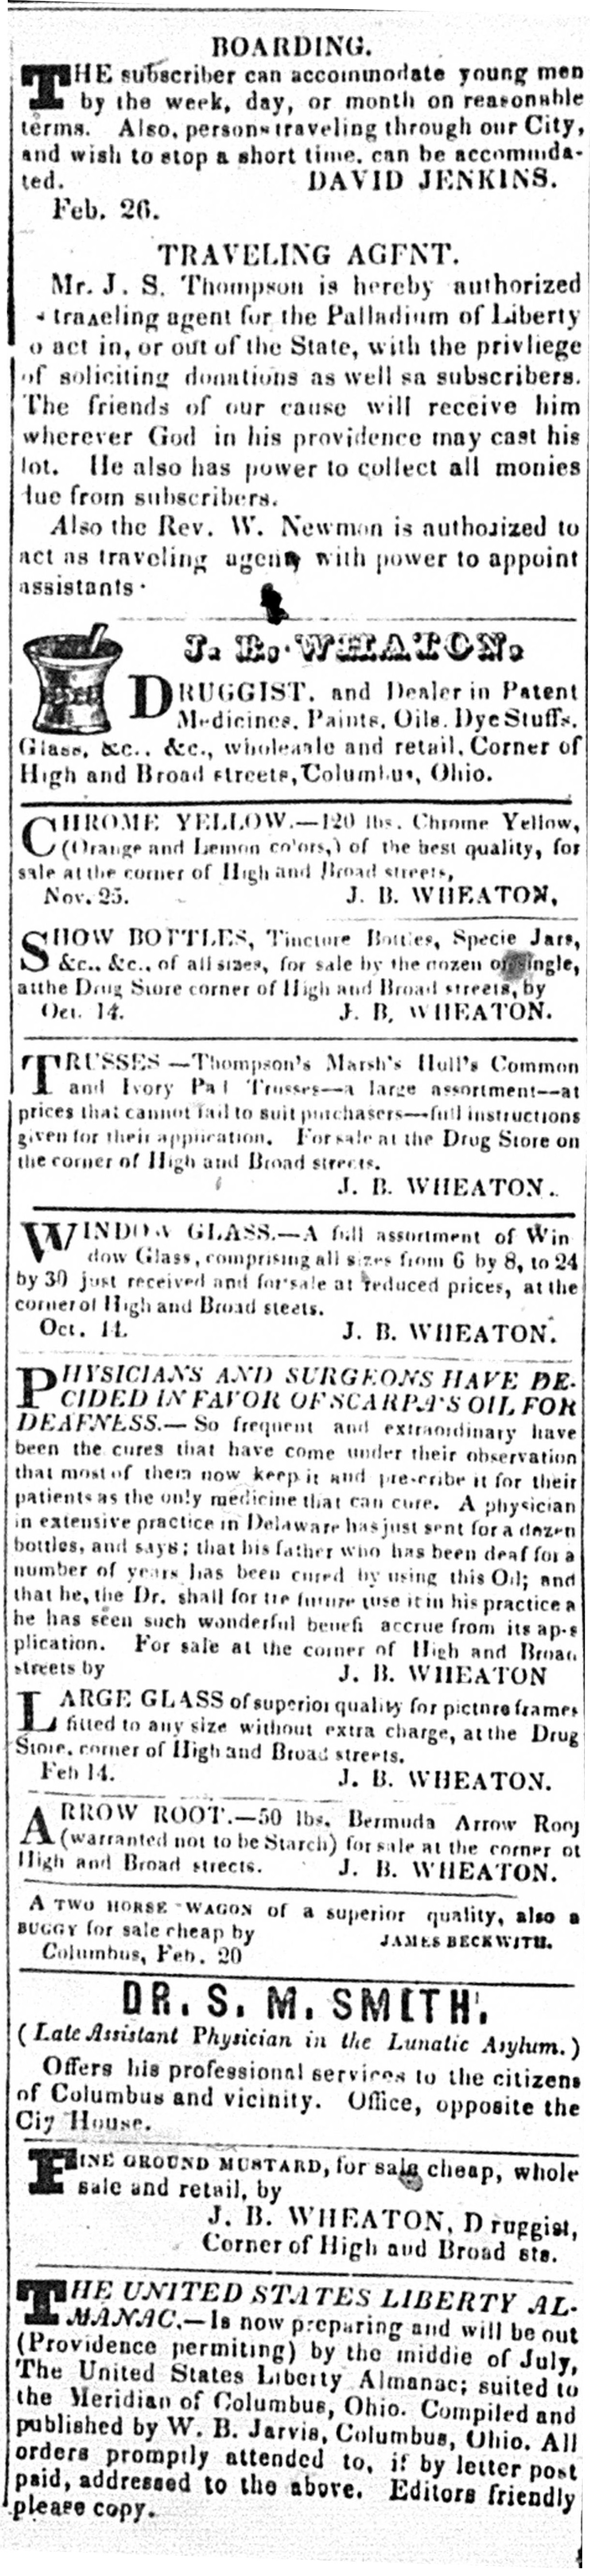 BOARDING.
THE subscriber can accommodate young men
by the week, day, or month on reasonable
terms. Also, persons traveling through our City,
and wish to stop a short time, can be accommda-
ted. DAVID JENKINS.
Feb. 26.
TRAVELING AGENT.
Mr. J. S. Thompson is hereby authorized
traveling agent for the Palladium of Liberty
o act in, or out of the State, with the privliege
of soliciting donations as well sa subscribers.
The friends of our cause will receive him
wherever God in his providence may cast his
lot. He also has power to collect all monies
due from subscribers.
Also the Rev. W. Newman is authorized to
act as traveling agent with power to appoint
assistants.
J. B. WHEATON.
DRUGGIST, and Dealer in Patent
Medicines, Paints, Oils, Dye Stuffs,
Glass, &c., &c., wholesale and retail, Corner of
High and Broad streets, Columbus, Ohio.
CHROME YELLOW.—120 lbs. Chrome Yellow,
(Orange and Lemon colors,) of the best quality, for
sale at the corner of High and Broad streets,
Nov. 25. J. B. WHEATON,
SHOW BOTTLES, Tincture Bottles, Specie Jars,
&c., &c., of all sizes, for sale by the dozen or single,
atthe Drug Store corner of High and Broad streets, by
Oct. 14. J. B. WHEATON.
TRUSSES—Thompson's Marsh's Hull's Common
and Ivory Pad Trusses—a large assortment—at
prices that cannot fail to suit purchasers—full instructions
given for their application. For sale at the Drug Store on
the corner of High and Broad streets.
J. B. WHEATON.
WINDOW GLASS.—A full assortment of Win
dow Glass, comprising all sizes from 6 by 8, to 24
by 30 just received and for sale at reduced prices, at the
corner of High and Broad steets.
Oct. 14. J. B. WHEATON.
PHYSICIANS AND SURGEONS HAVE DE-
CIDED IN FAVOR OF SCARPA'S OIL FOR
DEAFNESS.—So frequent and extraordinary have
been the cures that have come under their observation
that most of them now keep it and prescribe it for their
patients as the only medicine that can cure. A physician
in extensive practice in Delaware has just sent for a dozen
bottles, and says; that his father who has been deaf for a
number of years has been cured by using this Oil; and
that he, the Dr. shall for the future use it in his practice a
he has seen such wonderful benefi accrue from its ap-s
plication. For sale at the corner of High and Broad
streets by J. B. WHEATON
LARGE GLASS of superior quality for picture frames
fitted to any size without extra charge, at the Drug
Store, corner of High and Broad streets.
Feb 14. J. B. WHEATON.
ARROW ROOT.—50 lbs. Bermuda Arrow Root
(warranted not to be Starch) for sale at the corner of
High and Broad streets. J. B. WHEATON.
A TWO HORSE WAGON of a superior quality, also a
BUGGY for sale cheap by JAMES BECKWITH.
Columbus, Feb. 20
DR. S. M. SMITH.
(Late Assistant Physician in the Lunatic Asylum.)
Offers his professional services to the citizens
of Columbus and vicinity. Office, opposite the
Ciy House.
FINE GROUND MUSTARD, for sale cheap, whole
sale and retail, by
J. B. WHEATON, Druggist,
Corner of High and Broad sts.
THE UNITED STATES LIBERTY AL-
MANAC.—Is now preparing and will be out
(Providence permiting) by the middle of July,
The United States Liberty Almanac; suited to
the Meridian of Columbus, Ohio. Compiled and
published by W. B. Jarvis, Columbus, Ohio. All
orders promptly attended to, if by letter post
paid, addressed to the above. Editors friendly
please copy.